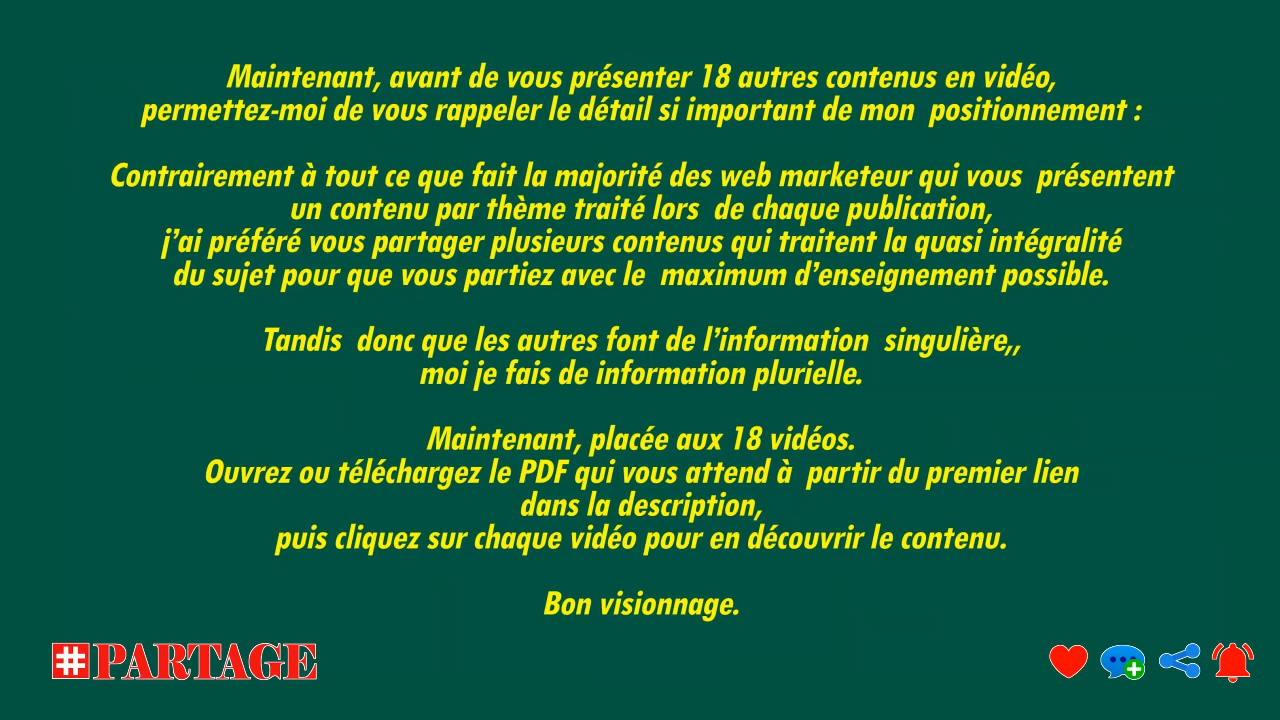 Maintenant, avant de vous présenter 18 autres contenus en vidéo,
permettez-moi de vous rappeler le détail si important de mon  positionnement :
Contrairement à tout ce que fait la majorité des web marketeur qui vous  présentent
un contenu par thème traité lors  de chaque publication,
j’ai préféré vous partager plusieurs contenus qui traitent la quasi intégralité
du sujet pour que vous partiez avec le  maximum d’enseignement possible.
Tandis  donc que les autres font de l’information  singulière,,
moi je fais de information plurielle.
Maintenant, placée aux 18 vidéos.
Ouvrez ou téléchargez le PDF qui vous attend à  partir du premier lien
dans la description,
puis cliquez sur chaque vidéo pour en découvrir le contenu.
Bon visionnage.
#PARTAGE